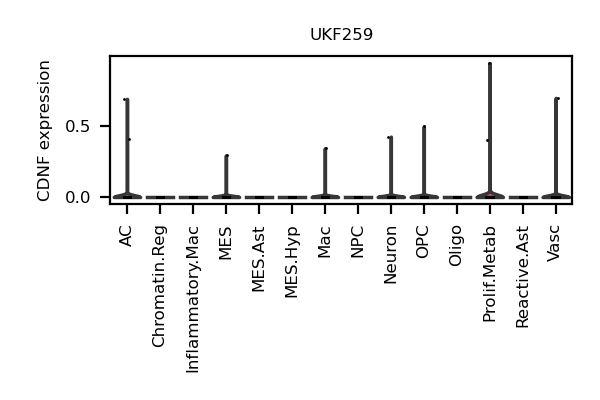 UKF259
CDNF expression
0.5
0.0
AC
Chromatin.Reg
Inflammatory.Mac
MES
MES.Ast
MES.Hyp
Mac
NPC
Neuron
OPC
Oligo
Prolif.Metab
Reactive.Ast
Vasc